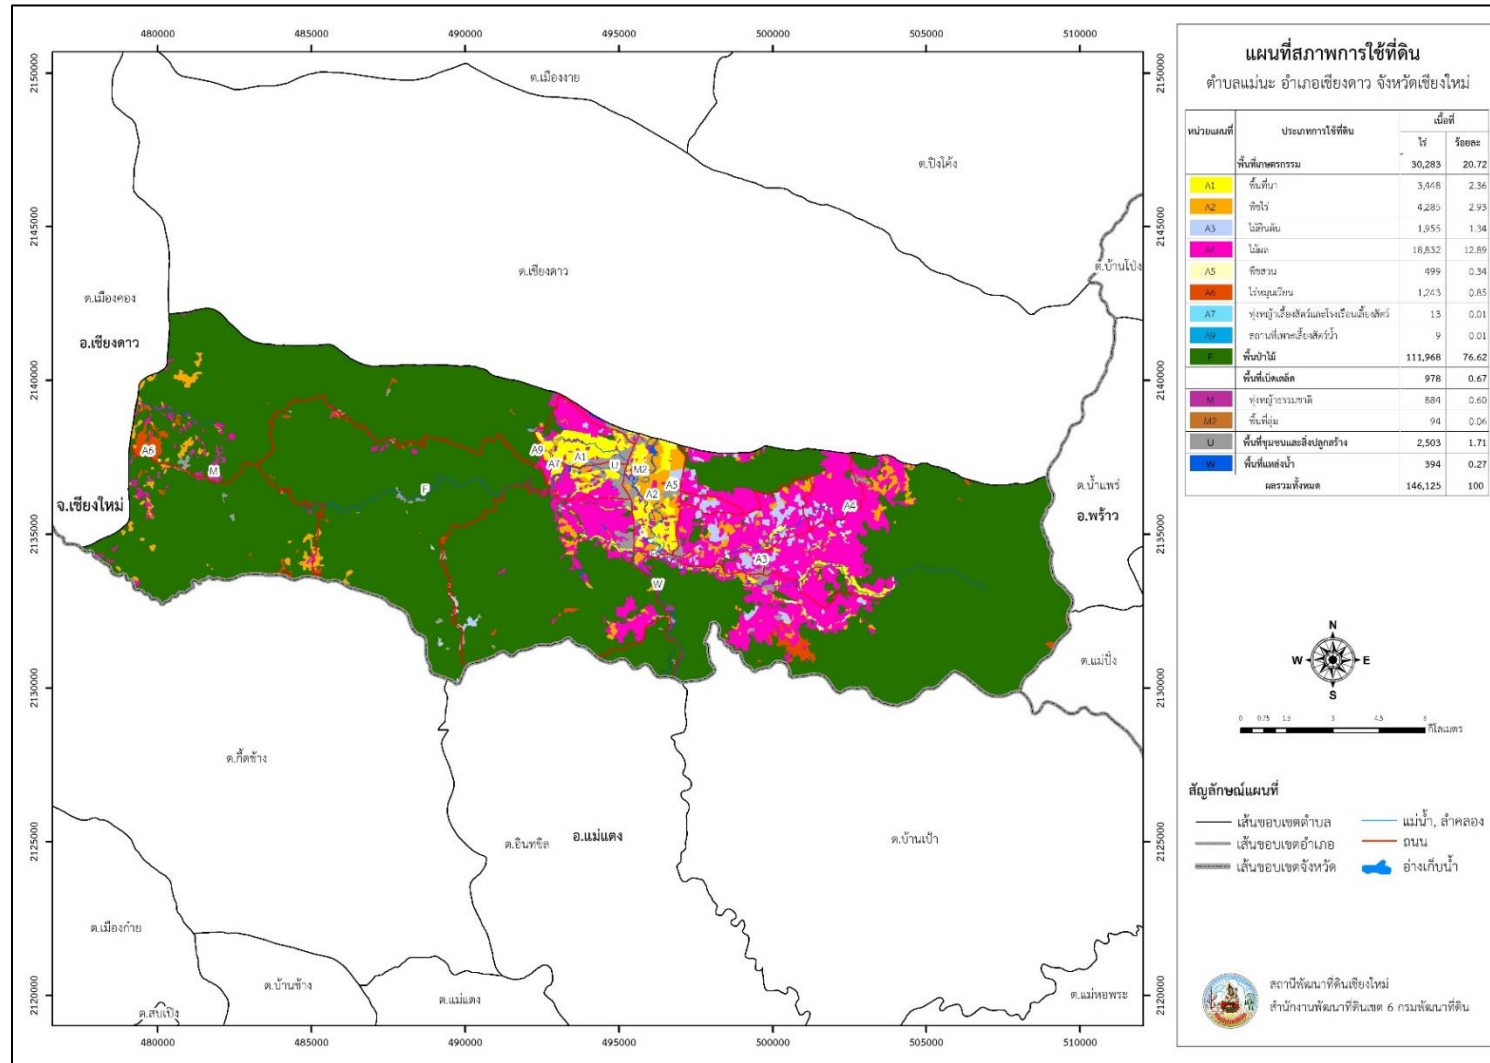 480000 485000 490000 495000 500000 505000 510000
2150000 2150000
2145000 2145000
2140000 2140000
2135000 2135000
2130000 2130000
2125000 2125000
2120000 2120000
ต.เมืองงาย
ต.ปิงโค้ง
ต.เชียงดาว
ต.บ้านโป่ง
ต.เมืองคอง
อ.เชียงดาว
A6
M
F
A9
A7
A1
U
M2
A2
A5
A4
A3
W
จ.เชียงใหม่
ต.น้ำแพร่
อ.พร้าว
ต.แม่ปั๋ง
ต.กื้ดช้าง
ต.อินทขิล
อ.แม่แตง
ต.บ้านเป้า
ต.เมืองก๋าย
ต.บ้านช้าง
ต.แม่แตง
ต.แม่หอพระ
ต.สบเปิง
480000 485000 490000 495000 500000 505000 510000
แผนที่สภาพการใช้ที่ดิน
ตำบลแม่นะ อำเภอเชียงดาว จังหวัดเชียงใหม่
หน่วยแผนที่ ประเภทการใช้ที่ดิน เนื้อที่
ไร่ ร้อยละ
พื้นที่เกษตรกรรม 30,283 20.72
A1 พื้นที่นา 3,448 2.36
A2 พืชไร่ 4,285 2.93
A3 ไม้ยืนต้น 1,955 1.34
A4 ไม้ผล 18,832 12.89
A5 พืชสวน 499 0.34
A6 ไร่หมุนเวียน 1,243 0.85
A7 ทุ่งหญ้าเลี้ยงสัตว์และโรงเรือนเลี้ยงสัตว์ 13 0.01
A9 สถานที่เพาะเลี้ยงสัตว์น้ำ 9 0.01
F พื้นที่ป่าไม้ 111,968 76.62
พื้นที่เบ็ดเตล็ด 978 0.67
M ทุ่งหญ้าธรรมชาติ 884 0.60
M2 พื้นที่ลุ่ม 94 0.06
U พื้นที่ชุมชนและสิ่งปลูกสร้าง 2,503 1.71
W พื้นที่แหล่งน้ำ 394 0.27
ผลรวมทั้งหมด 146,125 100
N
W E
S
0 0.75 1.5 3 4.5 6
กิโลเมตร
สัญลักษณ์แผนที่
เส้นขอบเขตตำบล แม่น้ำ, ลำคลอง
เส้นขอบเขตอำเภอ ถนน
เส้นขอบเขตจังหวัด อ่างเก็บน้ำ
สถานีพัฒนาที่ดินเชียงใหม่
สำนักงานพัฒนาที่ดินเขต 6 กรมพัฒนาที่ดิน